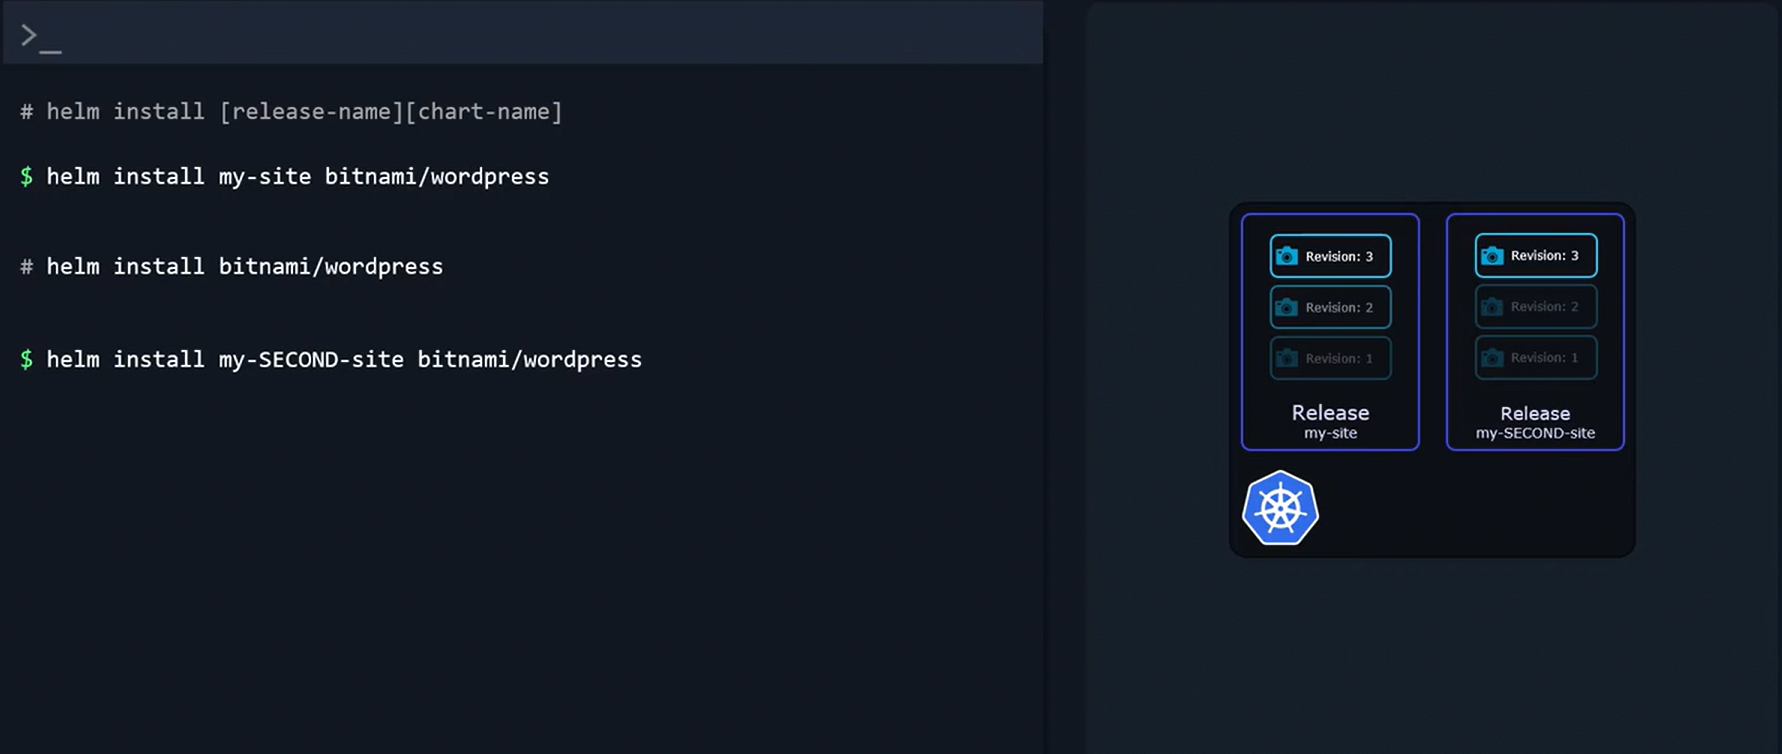 >_
# helm install [release-name][chart-name]
$ helm install my-site bitnami/wordpress
# helm install bitnami/wordpress
$ helm install my-SECOND-site bitnami/wordpress
Revision: 3
Revision: 2
Revision: 1
Release
my-site
Revision: 3
Revision: 2
Revision: 1
Release
my-SECOND-site